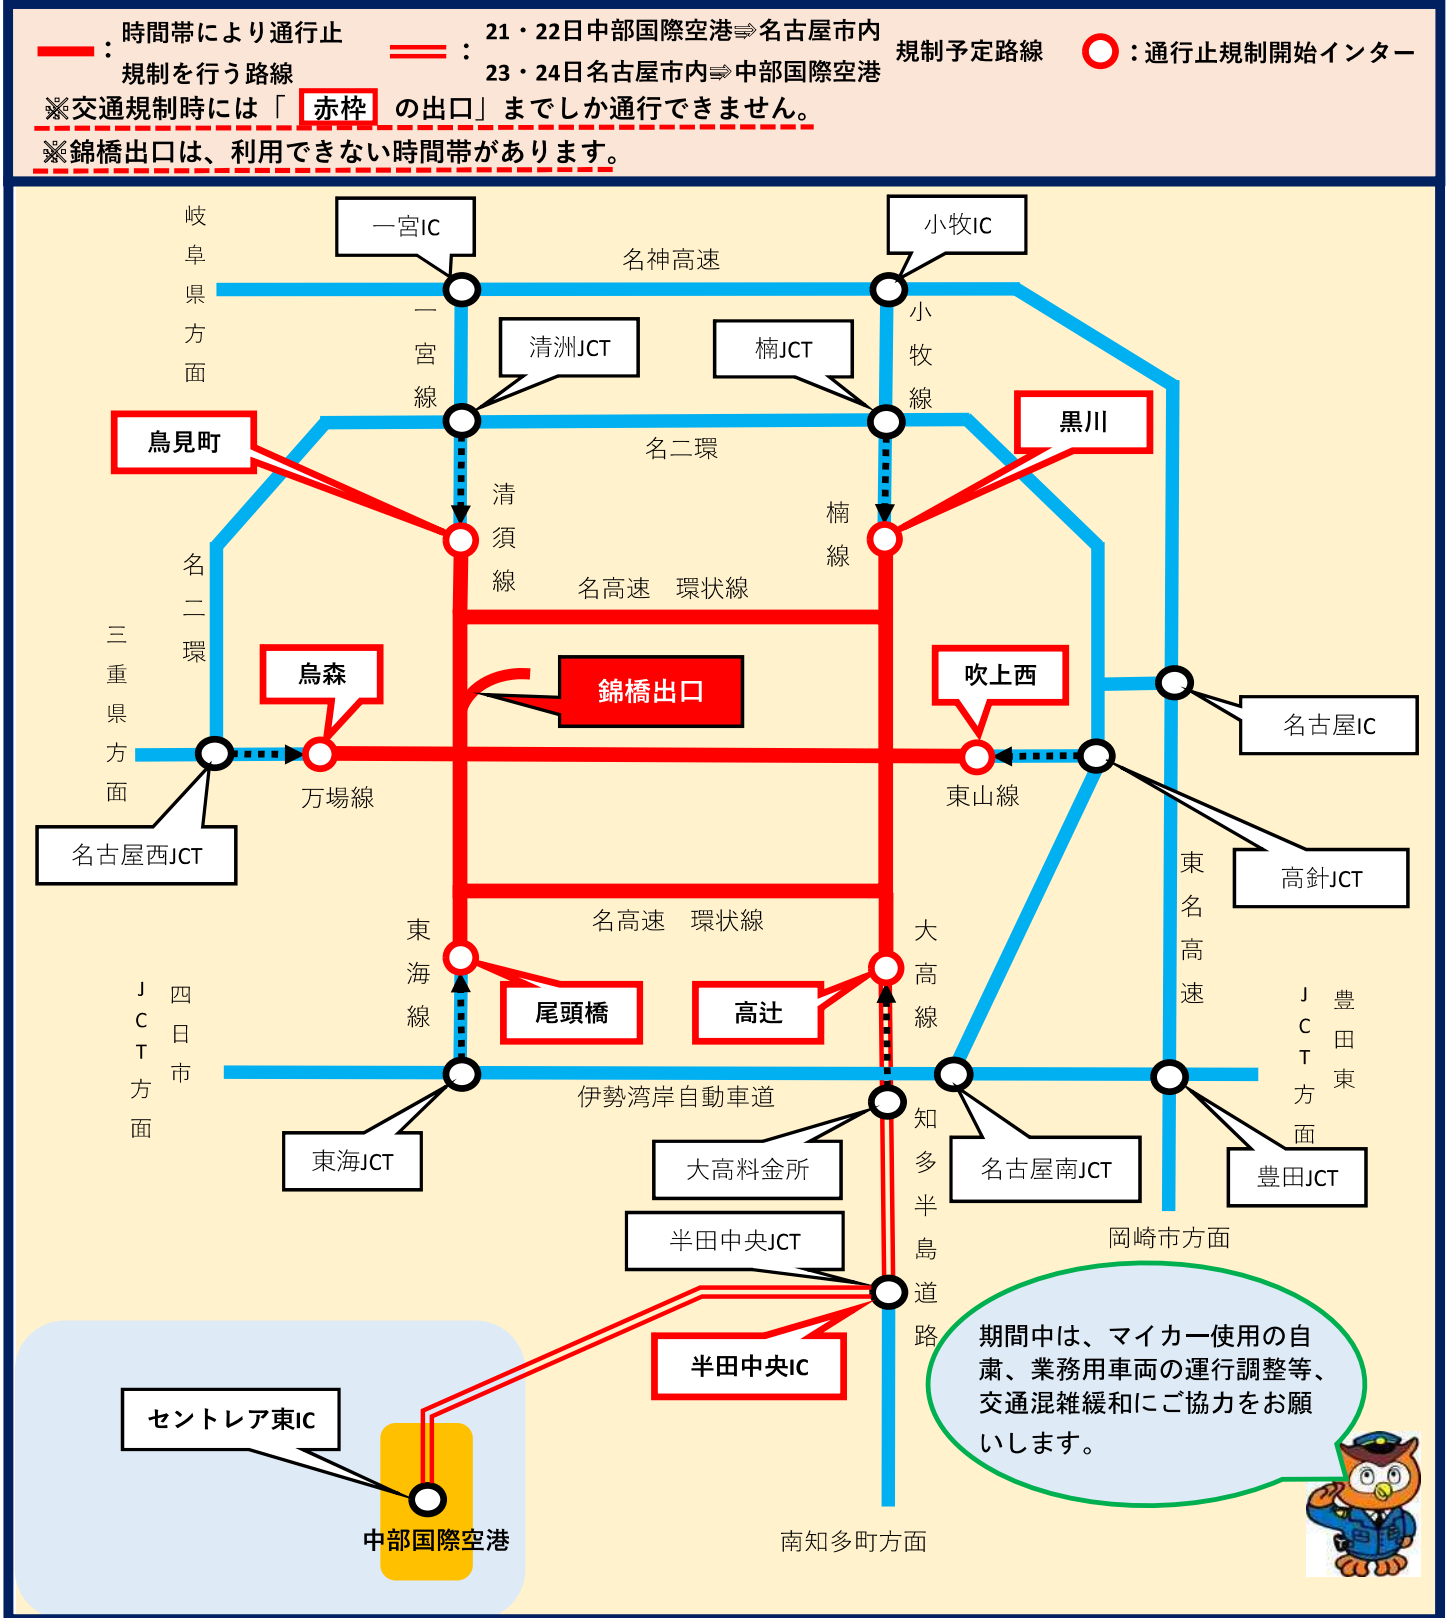 ：時間帯により通行止
規制を行う路線
：21・22日中部国際空港⇒名古屋市内
23・24日名古屋市内⇒中部国際空港
規制予定路線
：通行止規制開始インター
※交通規制時には「 赤枠 の出口」までしか通行できません。
※錦橋出口は、利用できない時間帯があります。
岐阜県方面
一宮IC
小牧IC
名神高速
一宮線
小牧線
清洲JCT
楠JCT
鳥見町
黒川
名二環
清須線
楠線
名二環
名高速　環状線
三重県方面
烏森
錦橋出口
吹上西
名古屋IC
万場線
東山線
名古屋西JCT
高針JCT
東名高速
名高速　環状線
東海線
大高線
尾頭橋
高辻
四日市
JCT方面
豊田東
JCT方面
伊勢湾岸自動車道
東海JCT
大高料金所
知多半島道路
名古屋南JCT
豊田JCT
半田中央JCT
岡崎市方面
半田中央IC
期間中は、マイカー使用の自
粛、業務用車両の運行調整等、
交通混雑緩和にご協力をお願
いします。
セントレア東IC
中部国際空港
南知多町方面